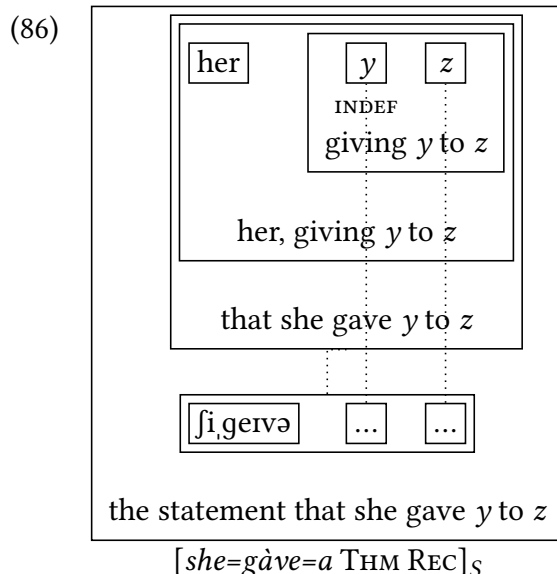 (86)
her y z
INDEF
giving y to z
her, giving y to z
that she gave y to z
ʃiˌɡeɪvə ... ...
the statement that she gave y to z
[she=gàve=a THM REC]S